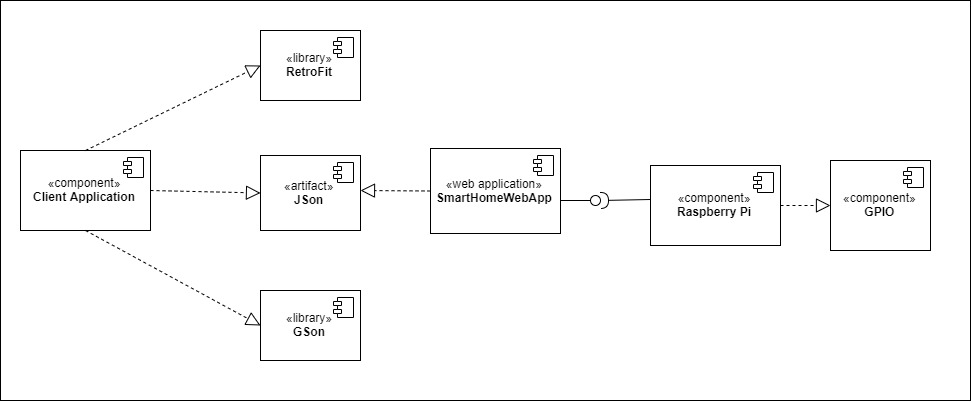 «library»
RetroFit
«component»
Client Application
«artifact»
JSon
«web application»
SmartHomeWebApp
«component»
Raspberry Pi
«component»
GPIO
«library»
GSon